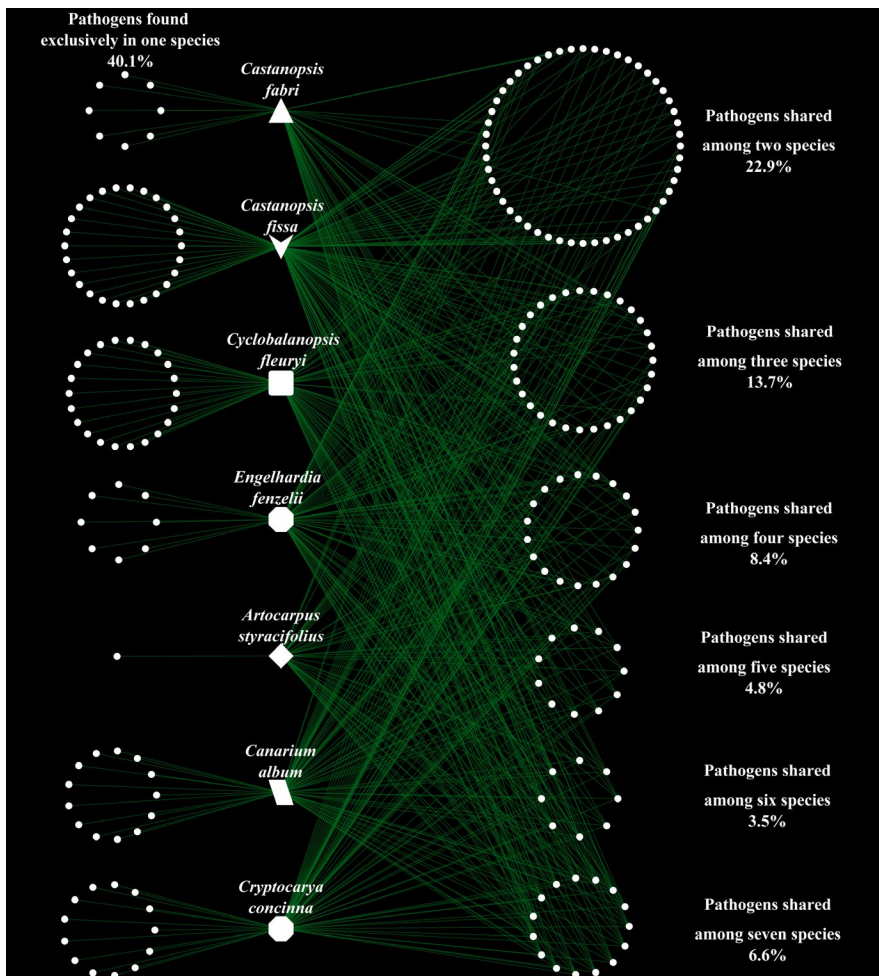 Pathogens found
exclusively in one species
40.1%
Castanopsis
fabri
Pathogens shared
among two species
22.9%
Castanopsis
fissa
Cyclobalanopsis
fleuryi
Pathogens shared
among three species
13.7%
Engelhardia
fenzelii
Pathogens shared
among four species
8.4%
Artocarpus
styracifolius
Pathogens shared
among five species
4.8%
Canarium
album
Pathogens shared
among six species
3.5%
Cryptocarya
concinna
Pathogens shared
among seven species
6.6%